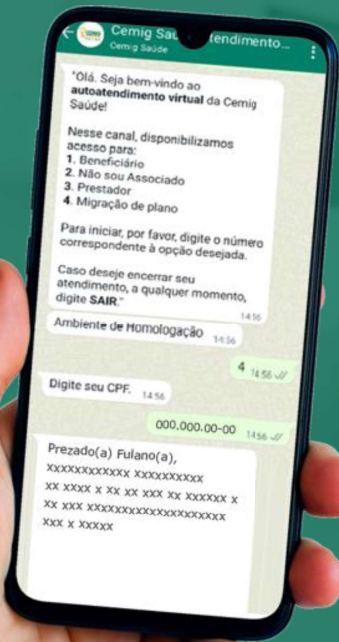 Cemig Saú tendimento...
Cemig Saúde
"Olá. Seja bem-vindo ao
autoatendimento virtual da Cemig
Saúde!
Nesse canal, disponibilizamos
acesso para:
1. Beneficiário
2. Não sou Associado
3. Prestador
4. Migração de plano
Para iniciar, por favor, digite o número
correspondente à opção desejada.
Caso deseje encerrar seu
atendimento, a qualquer momento,
digite SAIR."
14:56
Ambiente de Homologação 14:56
4 14:56
Digite seu CPF. 14:56
000.000.00-00 14:56
Prezado(a) Fulano(a),
xxxxxxxxxxxx xxxxxxxxxx
xx xxxx x xx xx xxx xx xxxxxx x
xx xxx xxxxxxxxxxxxxxxxxxxx
xxx x xxxxx